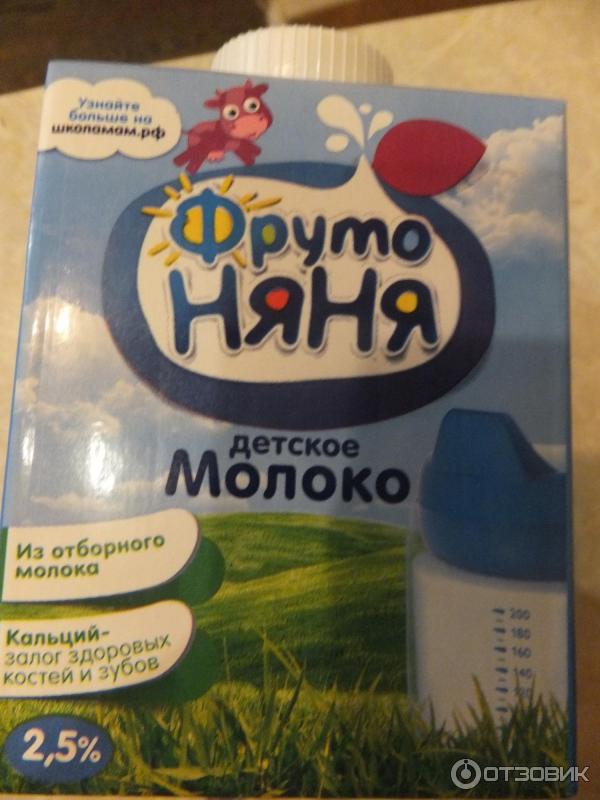 Узнайте
больше на
школамам.рф
Фруто
Няня
детское
Молоко
Из отборного
молока
Кальций-
залог здоровых
костей и зубов
200
180
160
140
2,5%
ОТЗОВИК